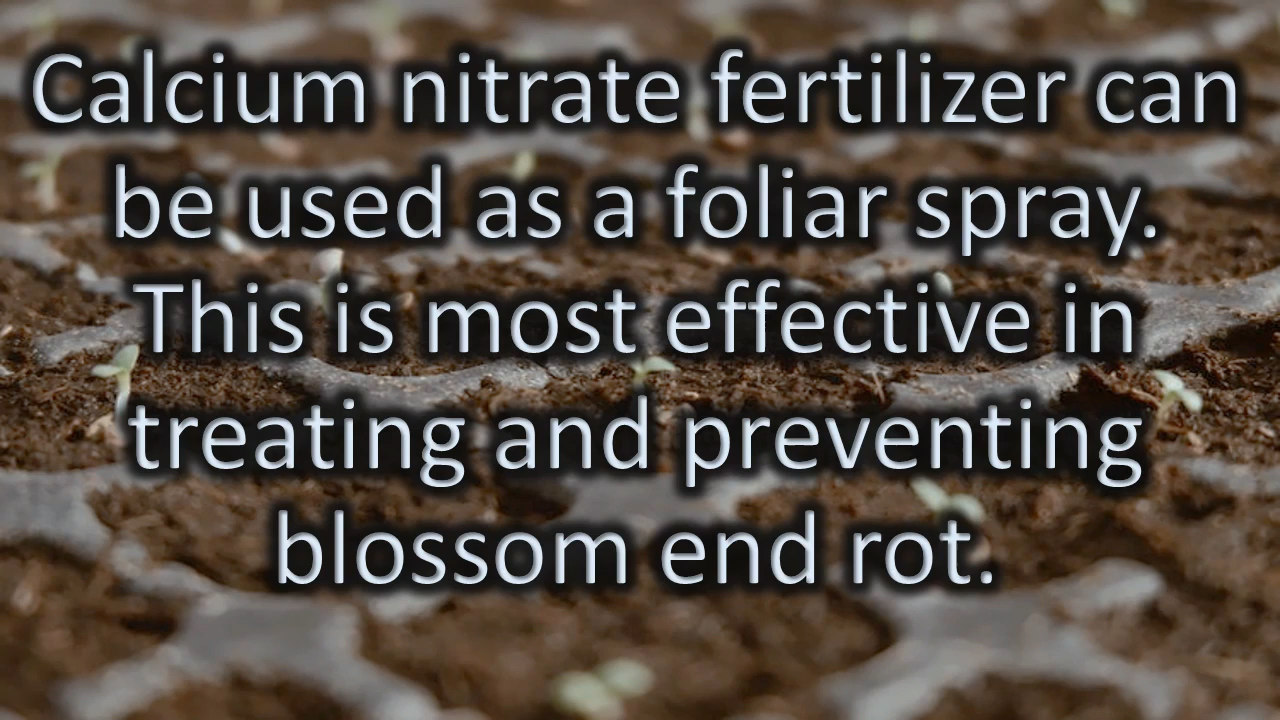 Calcium nitrate fertilizer can
be used as a foliar spray.
This is most effective in
treating and preventing
blossom end rot.